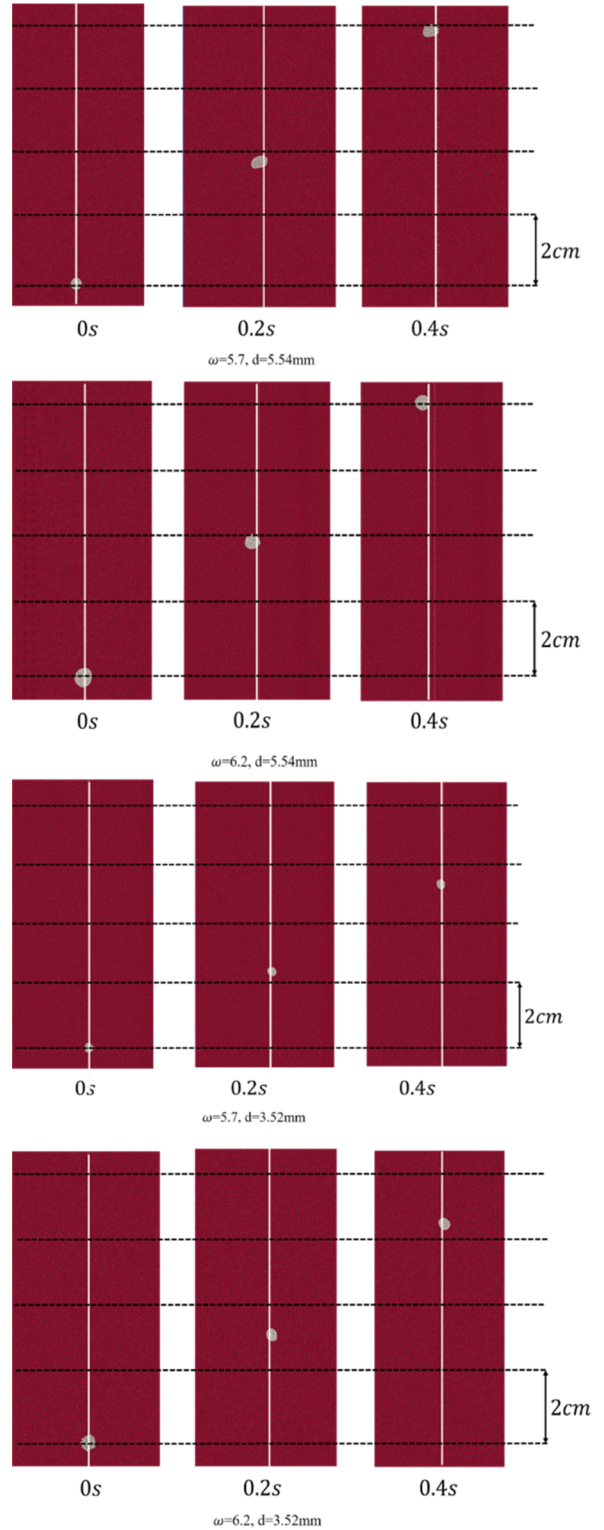 2cm
0s 0.2s 0.4s
ω=5.7, d=5.54mm
2cm
0s 0.2s 0.4s
ω=6.2, d=5.54mm
2cm
0s 0.2s 0.4s
ω=5.7, d=3.52mm
2cm
0s 0.2s 0.4s
ω=6.2, d=3.52mm